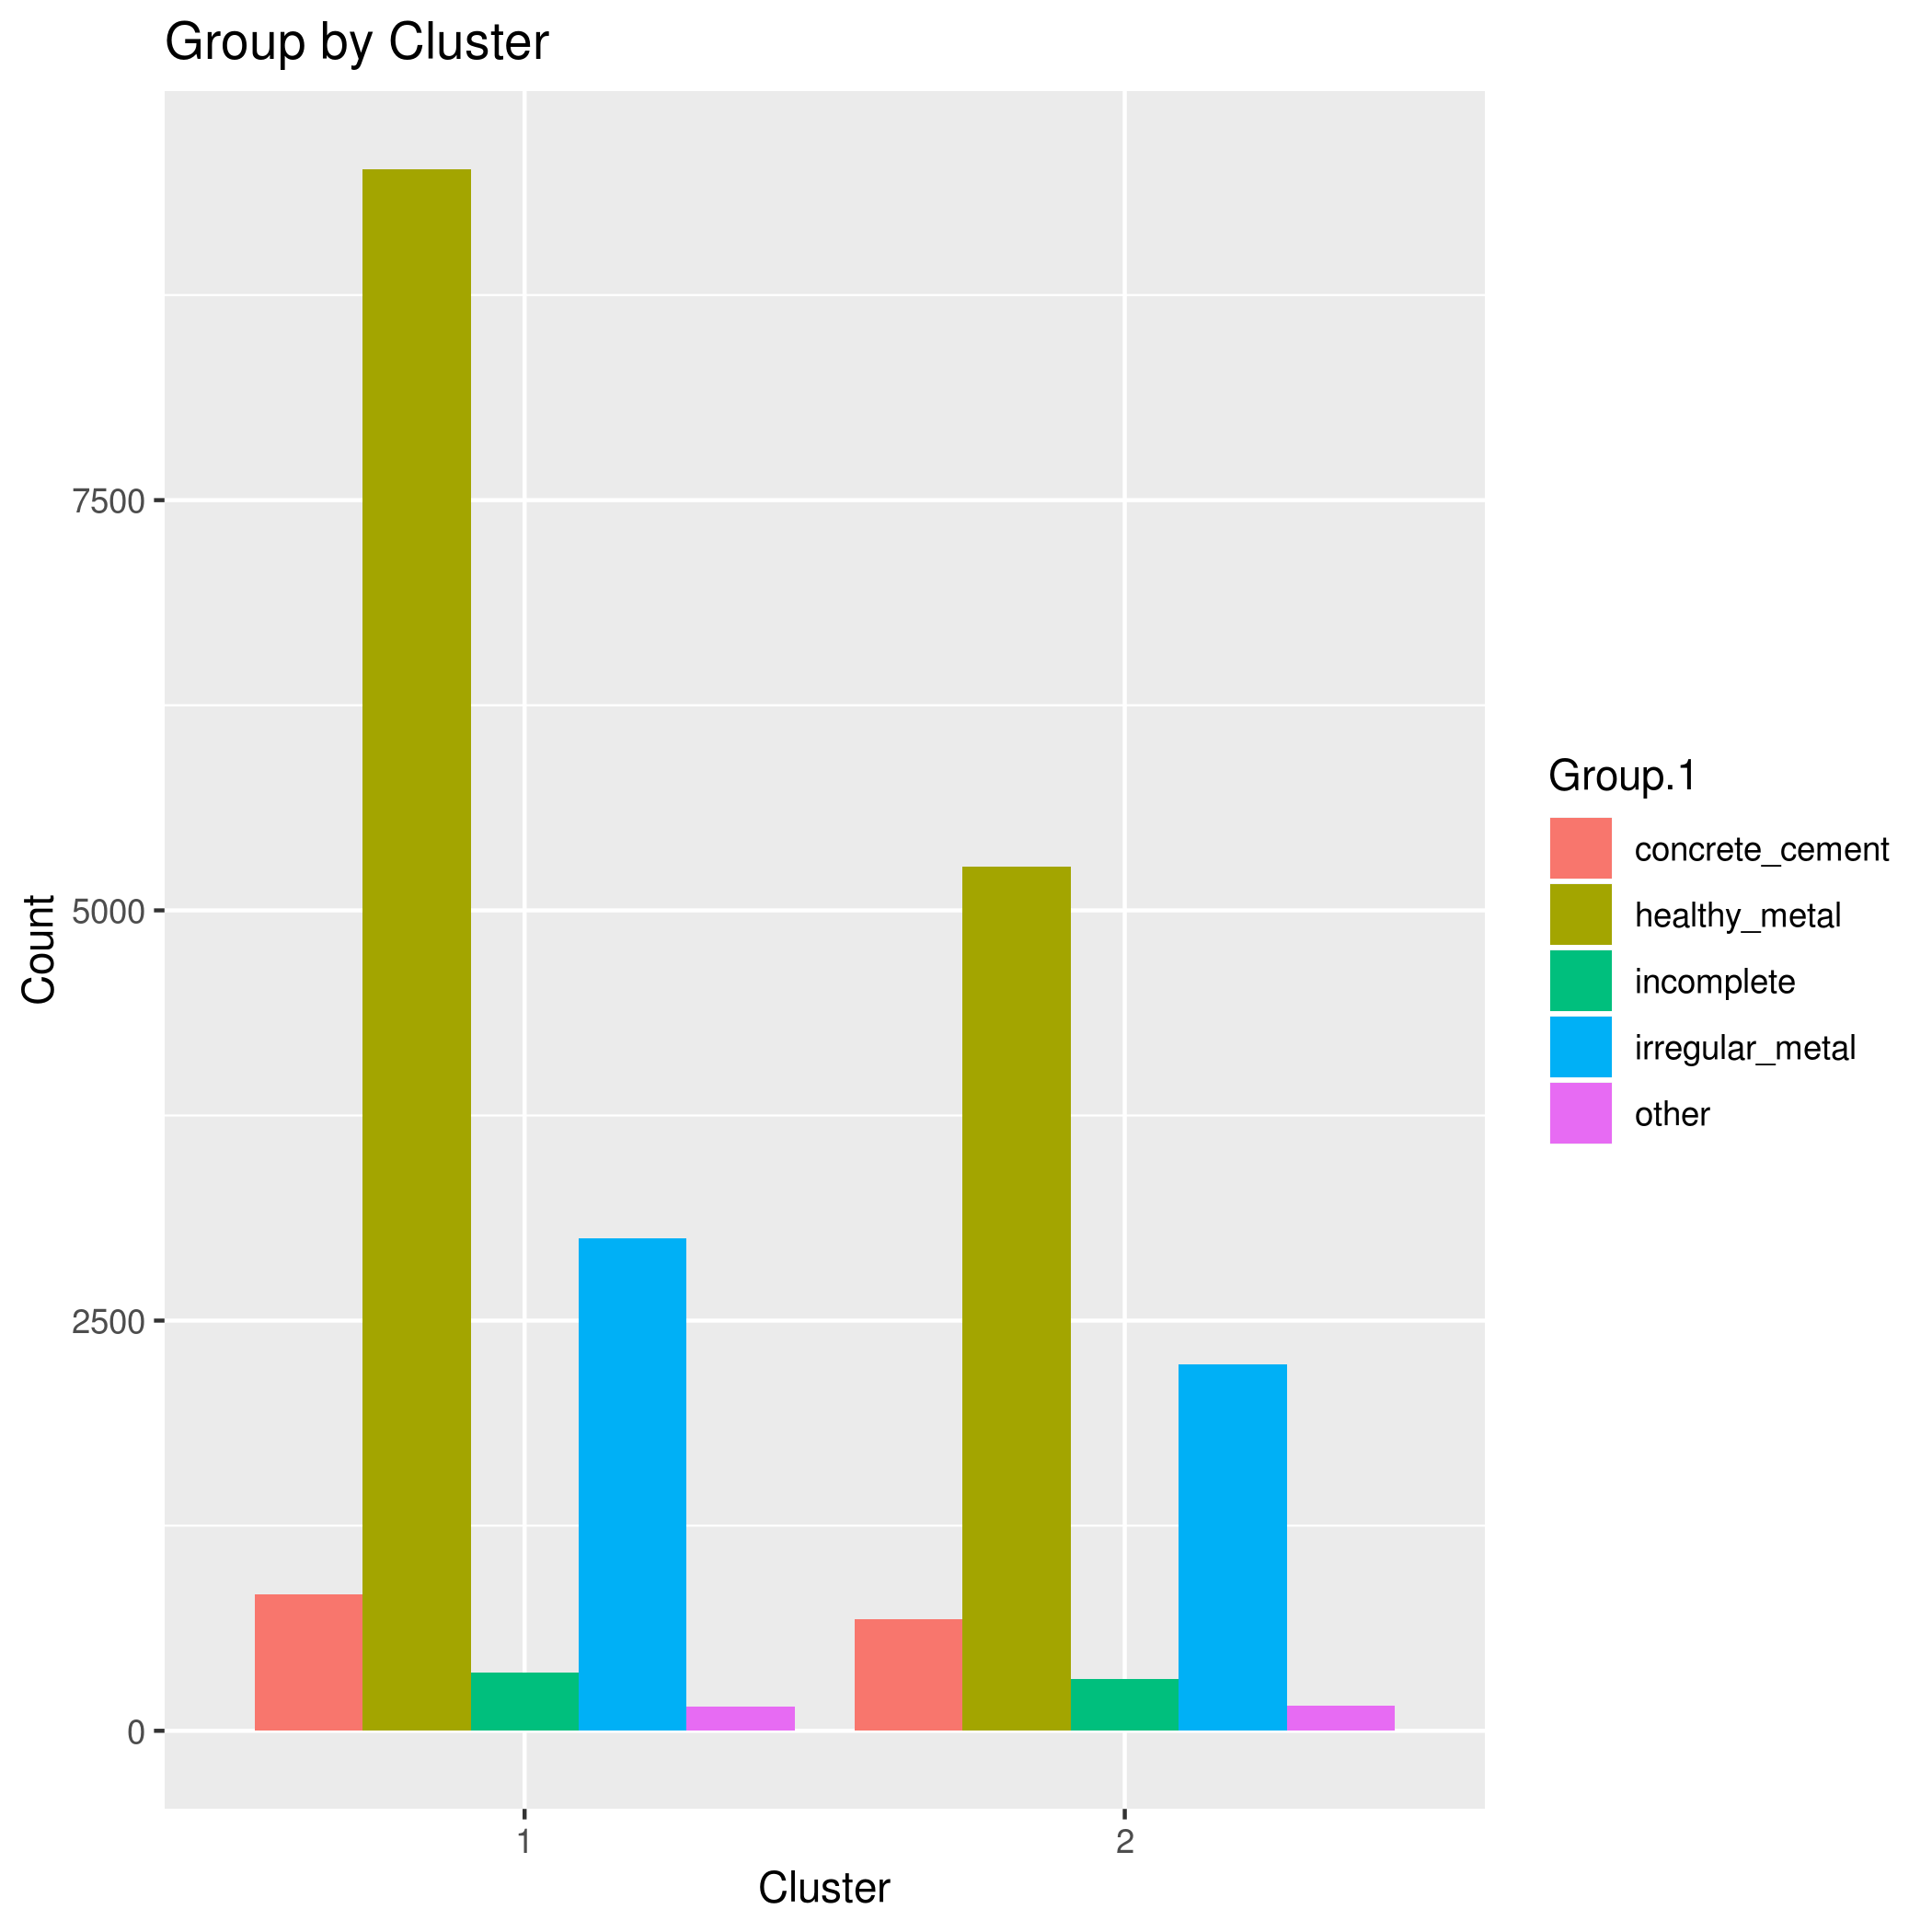 Group by Cluster
Count
7500
5000
2500
0
1
2
Cluster
Group.1
concrete_cement
healthy_metal
incomplete
irregular_metal
other